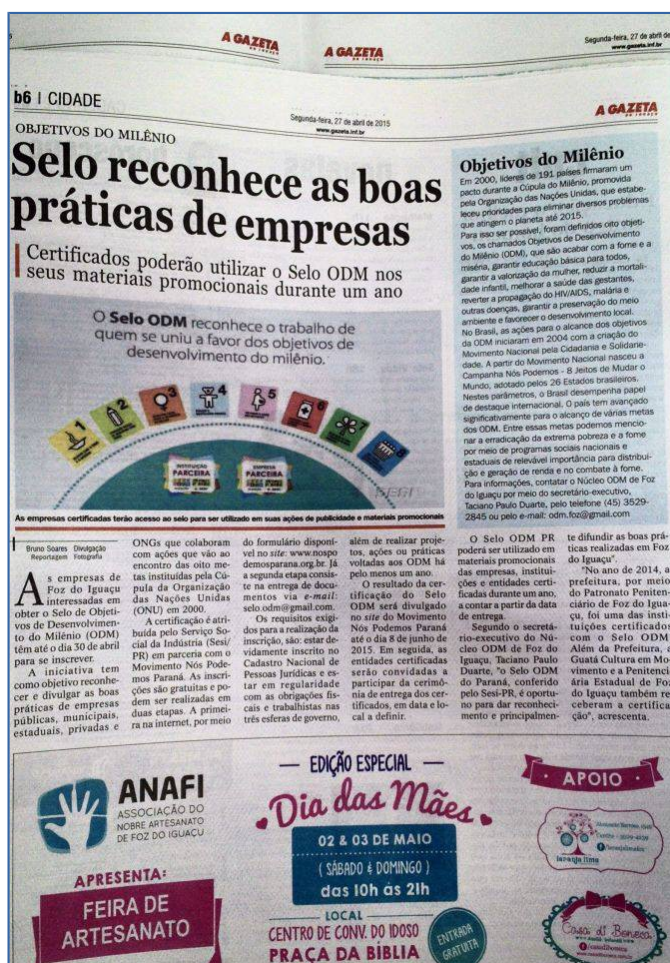 A GAZETA
DO IGUAÇU
A GAZETA
DO IGUAÇU
Segunda-feira, 27 de abril de
www.gazeta.inf.br
b6 | CIDADE
Segunda-feira, 27 de abril de 2015
www.gazeta.inf.br
A GAZETA
DO IGUAÇU
OBJETIVOS DO MILÊNIO
Selo reconhece as boas
práticas de empresas
Certificados poderão utilizar o Selo ODM nos
seus materiais promocionais durante um ano
O Selo ODM reconhece o trabalho de
quem se uniu a favor dos objetivos de
desenvolvimento do milênio.
1
2
3
4
5
6
7
8
INSTITUIÇÃO
PARCEIRA
EMPRESA
PARCEIRA
As empresas certificadas terão acesso ao selo para ser utilizado em suas ações de publicidade e materiais promocionais
Objetivos do Milênio
Em 2000, líderes de 191 países firmaram um
pacto durante a Cúpula do Milênio, promovida
pela Organização das Nações Unidas, que estabe-
leceu prioridades para eliminar diversos problemas
que atingem o planeta até 2015.
Para isso ser possível, foram definidos oito objeti-
vos, os chamados Objetivos de Desenvolvimento
do Milênio (ODM), que são acabar com a fome e a
miséria, garantir educação básica para todos,
garantir a valorização da mulher, reduzir a mortali-
dade infantil, melhorar a saúde das gestantes,
reverter a propagação do HIV/AIDS, malária e
outras doenças, garantir a preservação do meio
ambiente e favorecer o desenvolvimento local.
No Brasil, as ações para o alcance dos objetivos
da ODM iniciaram em 2004 com a criação do
Movimento Nacional pela Cidadania e Solidarie-
dade. A partir do Movimento Nacional nasceu a
Campanha Nós Podemos - 8 Jeitos de Mudar o
Mundo, adotado pelos 26 Estados brasileiros.
Nestes parâmetros, o Brasil desempenha papel
de destaque internacional. O país tem avançado
significativamente para o alcanço de várias metas
dos ODM. Entre essas metas podemos mencio-
nar a erradicação da extrema pobreza e a fome
por meio de programas sociais nacionais e
estaduais de relevável importância para distribui-
ção e geração de renda e no combate à fome.
Para informações, contatar o Núcleo ODM de Foz
do Iguaçu por meio do secretário-executivo,
Taciano Paulo Duarte, pelo telefone (45) 3529-
2845 ou pelo e-mail: odm.foz@gmail.com
Bruno Soares Divulgação
Reportagem Fotografia
As empresas de
Foz do Iguaçu
interessadas em
obter o Selo de Objeti-
vos de Desenvolvimen-
to do Milênio (ODM)
têm até o dia 30 de abril
para se inscrever.
A iniciativa tem
como objetivo reconhe-
cer e divulgar as boas
práticas de empresas
públicas, municipais,
estaduais, privadas e
ONGs que colaboram
com ações que vão ao
encontro das oito me-
tas instituídas pela Cú-
pula da Organização
das Nações Unidas
(ONU) em 2000.
A certificação é atri-
buída pelo Serviço So-
cial da Indústria (Sesi/
PR) em parceria com o
Movimento Nós Pode-
mos Paraná. As inscri-
ções são gratuitas e po-
dem ser realizadas em
duas etapas. A primei-
ra na internet, por meio
do formulário disponí-
vel no site: www.nospo
demosparana.org.br. Já
a segunda etapa consis-
te na entrega de docu-
mentos via e-email:
selo.odm@gmail.com.
Os requisitos exigi-
dos para a realização da
inscrição, são: estar de-
vidamente inscrito no
Cadastro Nacional de
Pessoas Jurídicas e es-
tar em regularidade
com as obrigações fis-
cais e trabalhistas nas
três esferas de governo,
além de realizar proje-
tos, ações ou práticas
voltadas aos ODM há
pelo menos um ano.
O resultado da cer-
tificação do Selo
ODM será divulgado
no site do Movimento
Nós Podemos Paraná
até o dia 8 de junho de
2015. Em seguida, as
entidades certificadas
serão convidadas a
participar da cerimô-
nia de entrega dos cer-
tificados, em data e lo-
cal a definir.
O Selo ODM PR
poderá ser utilizado em
materiais promocionais
das empresas, institui-
ções e entidades certi-
ficadas durante um ano,
a contar a partir da data
de entrega.
Segundo o secretá-
rio-executivo do Nú-
cleo ODM de Foz do
Iguaçu, Taciano Paulo
Duarte, "o Selo ODM
do Paraná, conferido
pelo Sesi-PR, é oportu-
no para dar reconheci-
mento e principalmen-
te difundir as boas prá-
ticas realizadas em Foz
do Iguaçu".
"No ano de 2014, a
prefeitura, por meio
do Patronato Peniten-
ciário de Foz do Igua-
çu, foi uma das insti-
tuições certificados
com o Selo ODM.
Além da Prefeitura, a
Guatá Cultura em Mo-
vimento e a Penitenci-
ária Estadual de Foz
do Iguaçu também re-
ceberam a certifica-
ção", acrescenta.
ANAFI
ASSOCIAÇÃO DO
NOBRE ARTESANATO
DE FOZ DO IGUAÇU
APRESENTA:
FEIRA DE
ARTESANATO
EDIÇÃO ESPECIAL
Dia das Mães
02 & 03 DE MAIO
( SÁBADO & DOMINGO )
das 10h às 21h
LOCAL
CENTRO DE CONV. DO IDOSO
PRAÇA DA BÍBLIA
ENTRADA
GRATUITA
APOIO
laranja lima
Casa di Boneca